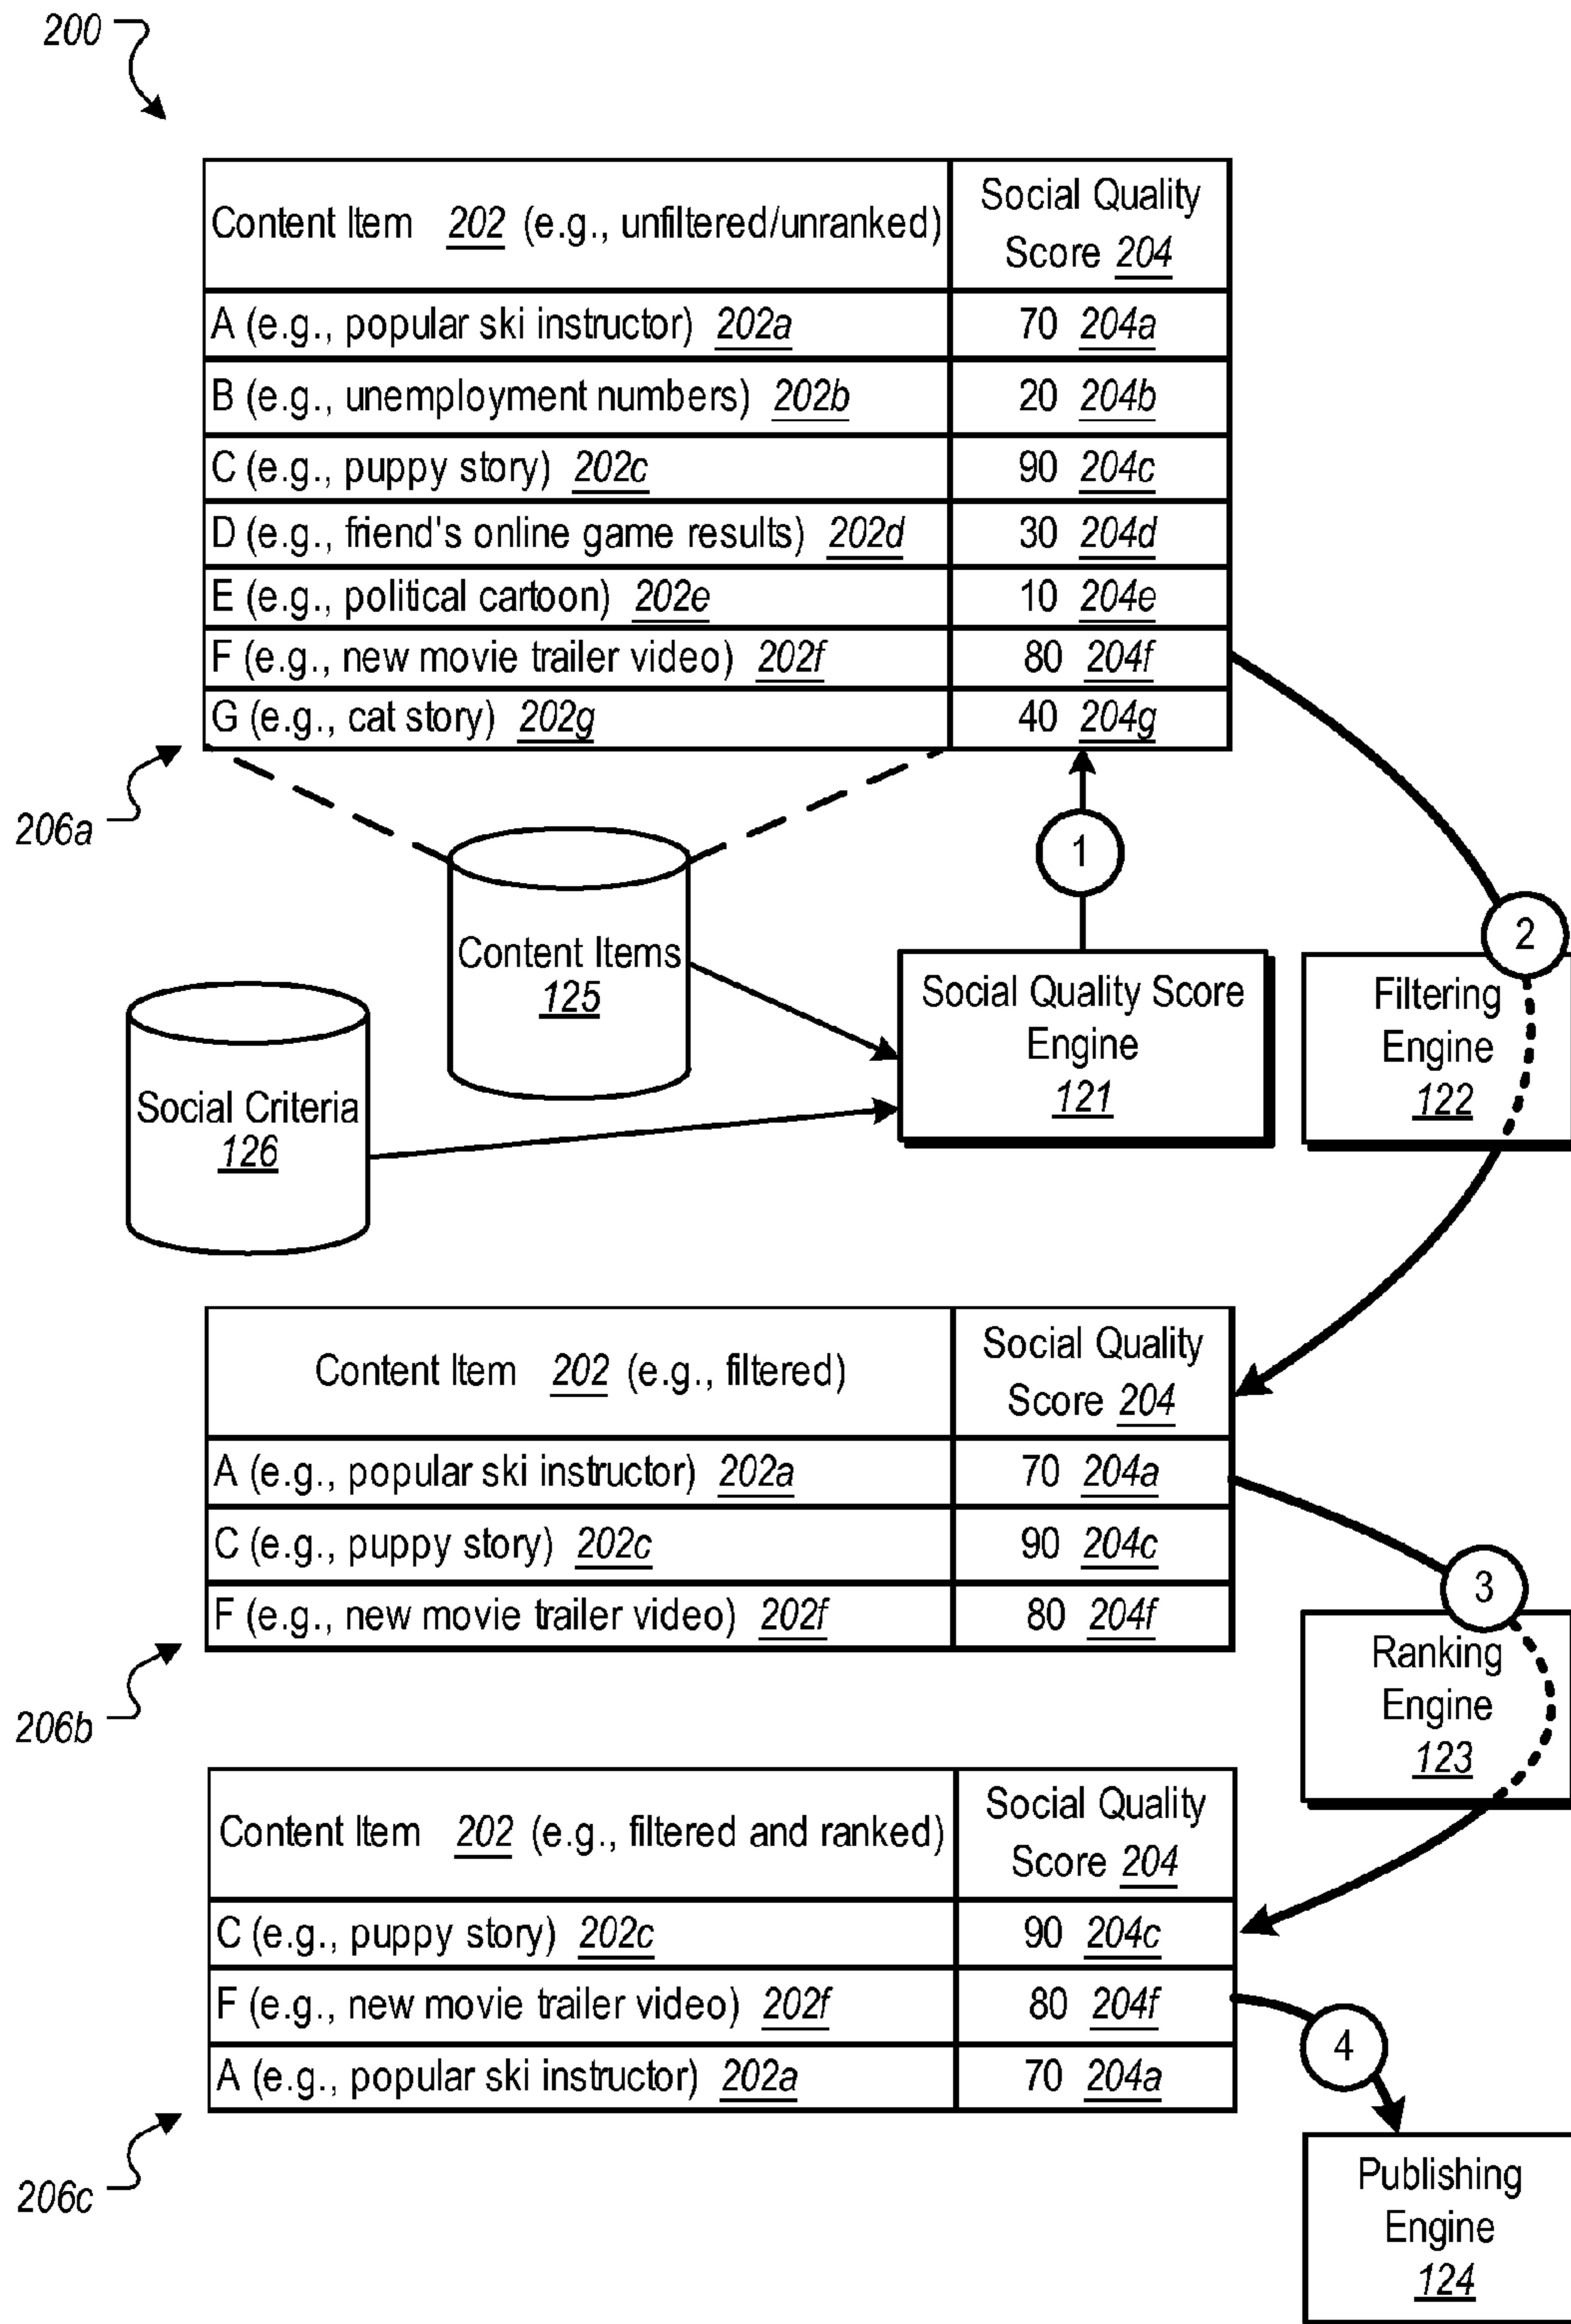 200
Content Item 202 (e.g., unfiltered/unranked)
Social Quality
Score 204
A (e.g., popular ski instructor) 202a
70 204a
B (e.g., unemployment numbers) 202b
20 204b
C (e.g., puppy story) 202c
90 204c
D (e.g., friend's online game results) 202d
30 204d
E (e.g., political cartoon) 202e
10 204e
F (e.g., new movie trailer video) 202f
80 204f
G (e.g., cat story) 202g
40 204g
206a
1
2
Content Items
125
Social Quality Score
Engine
121
Filtering
Engine
122
Social Criteria
126
Content Item 202 (e.g., filtered)
Social Quality
Score 204
A (e.g., popular ski instructor) 202a
70 204a
C (e.g., puppy story) 202c
90 204c
F (e.g., new movie trailer video) 202f
80 204f
206b
3
Ranking
Engine
123
Content Item 202 (e.g., filtered and ranked)
Social Quality
Score 204
C (e.g., puppy story) 202c
90 204c
F (e.g., new movie trailer video) 202f
80 204f
A (e.g., popular ski instructor) 202a
70 204a
206c
4
Publishing
Engine
124